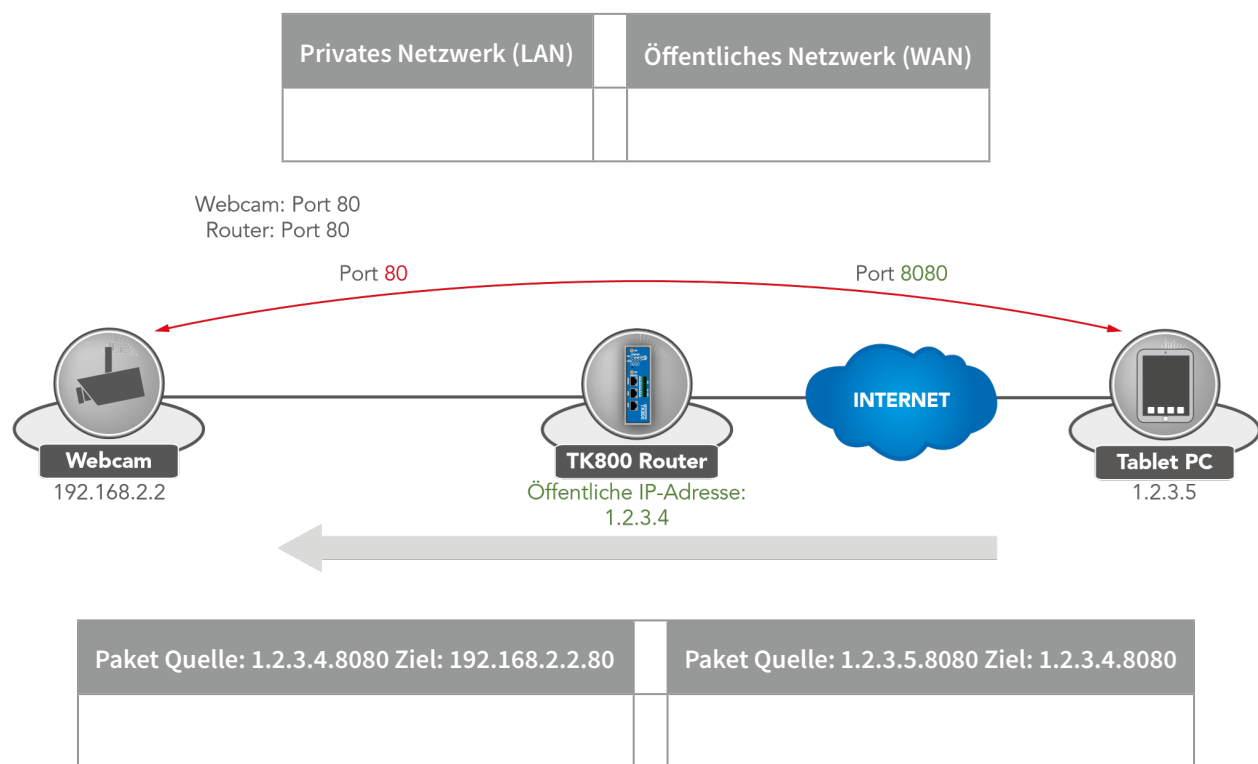 Privates Netzwerk (LAN)
Öffentliches Netzwerk (WAN)
Webcam: Port 80
Router: Port 80
Port 80
Port 8080
INTERNET
Webcam
192.168.2.2
TK800 Router
Öffentliche IP-Adresse:
1.2.3.4
Tablet PC
1.2.3.5
Paket Quelle: 1.2.3.4.8080 Ziel: 192.168.2.2.80
Paket Quelle: 1.2.3.5.8080 Ziel: 1.2.3.4.8080